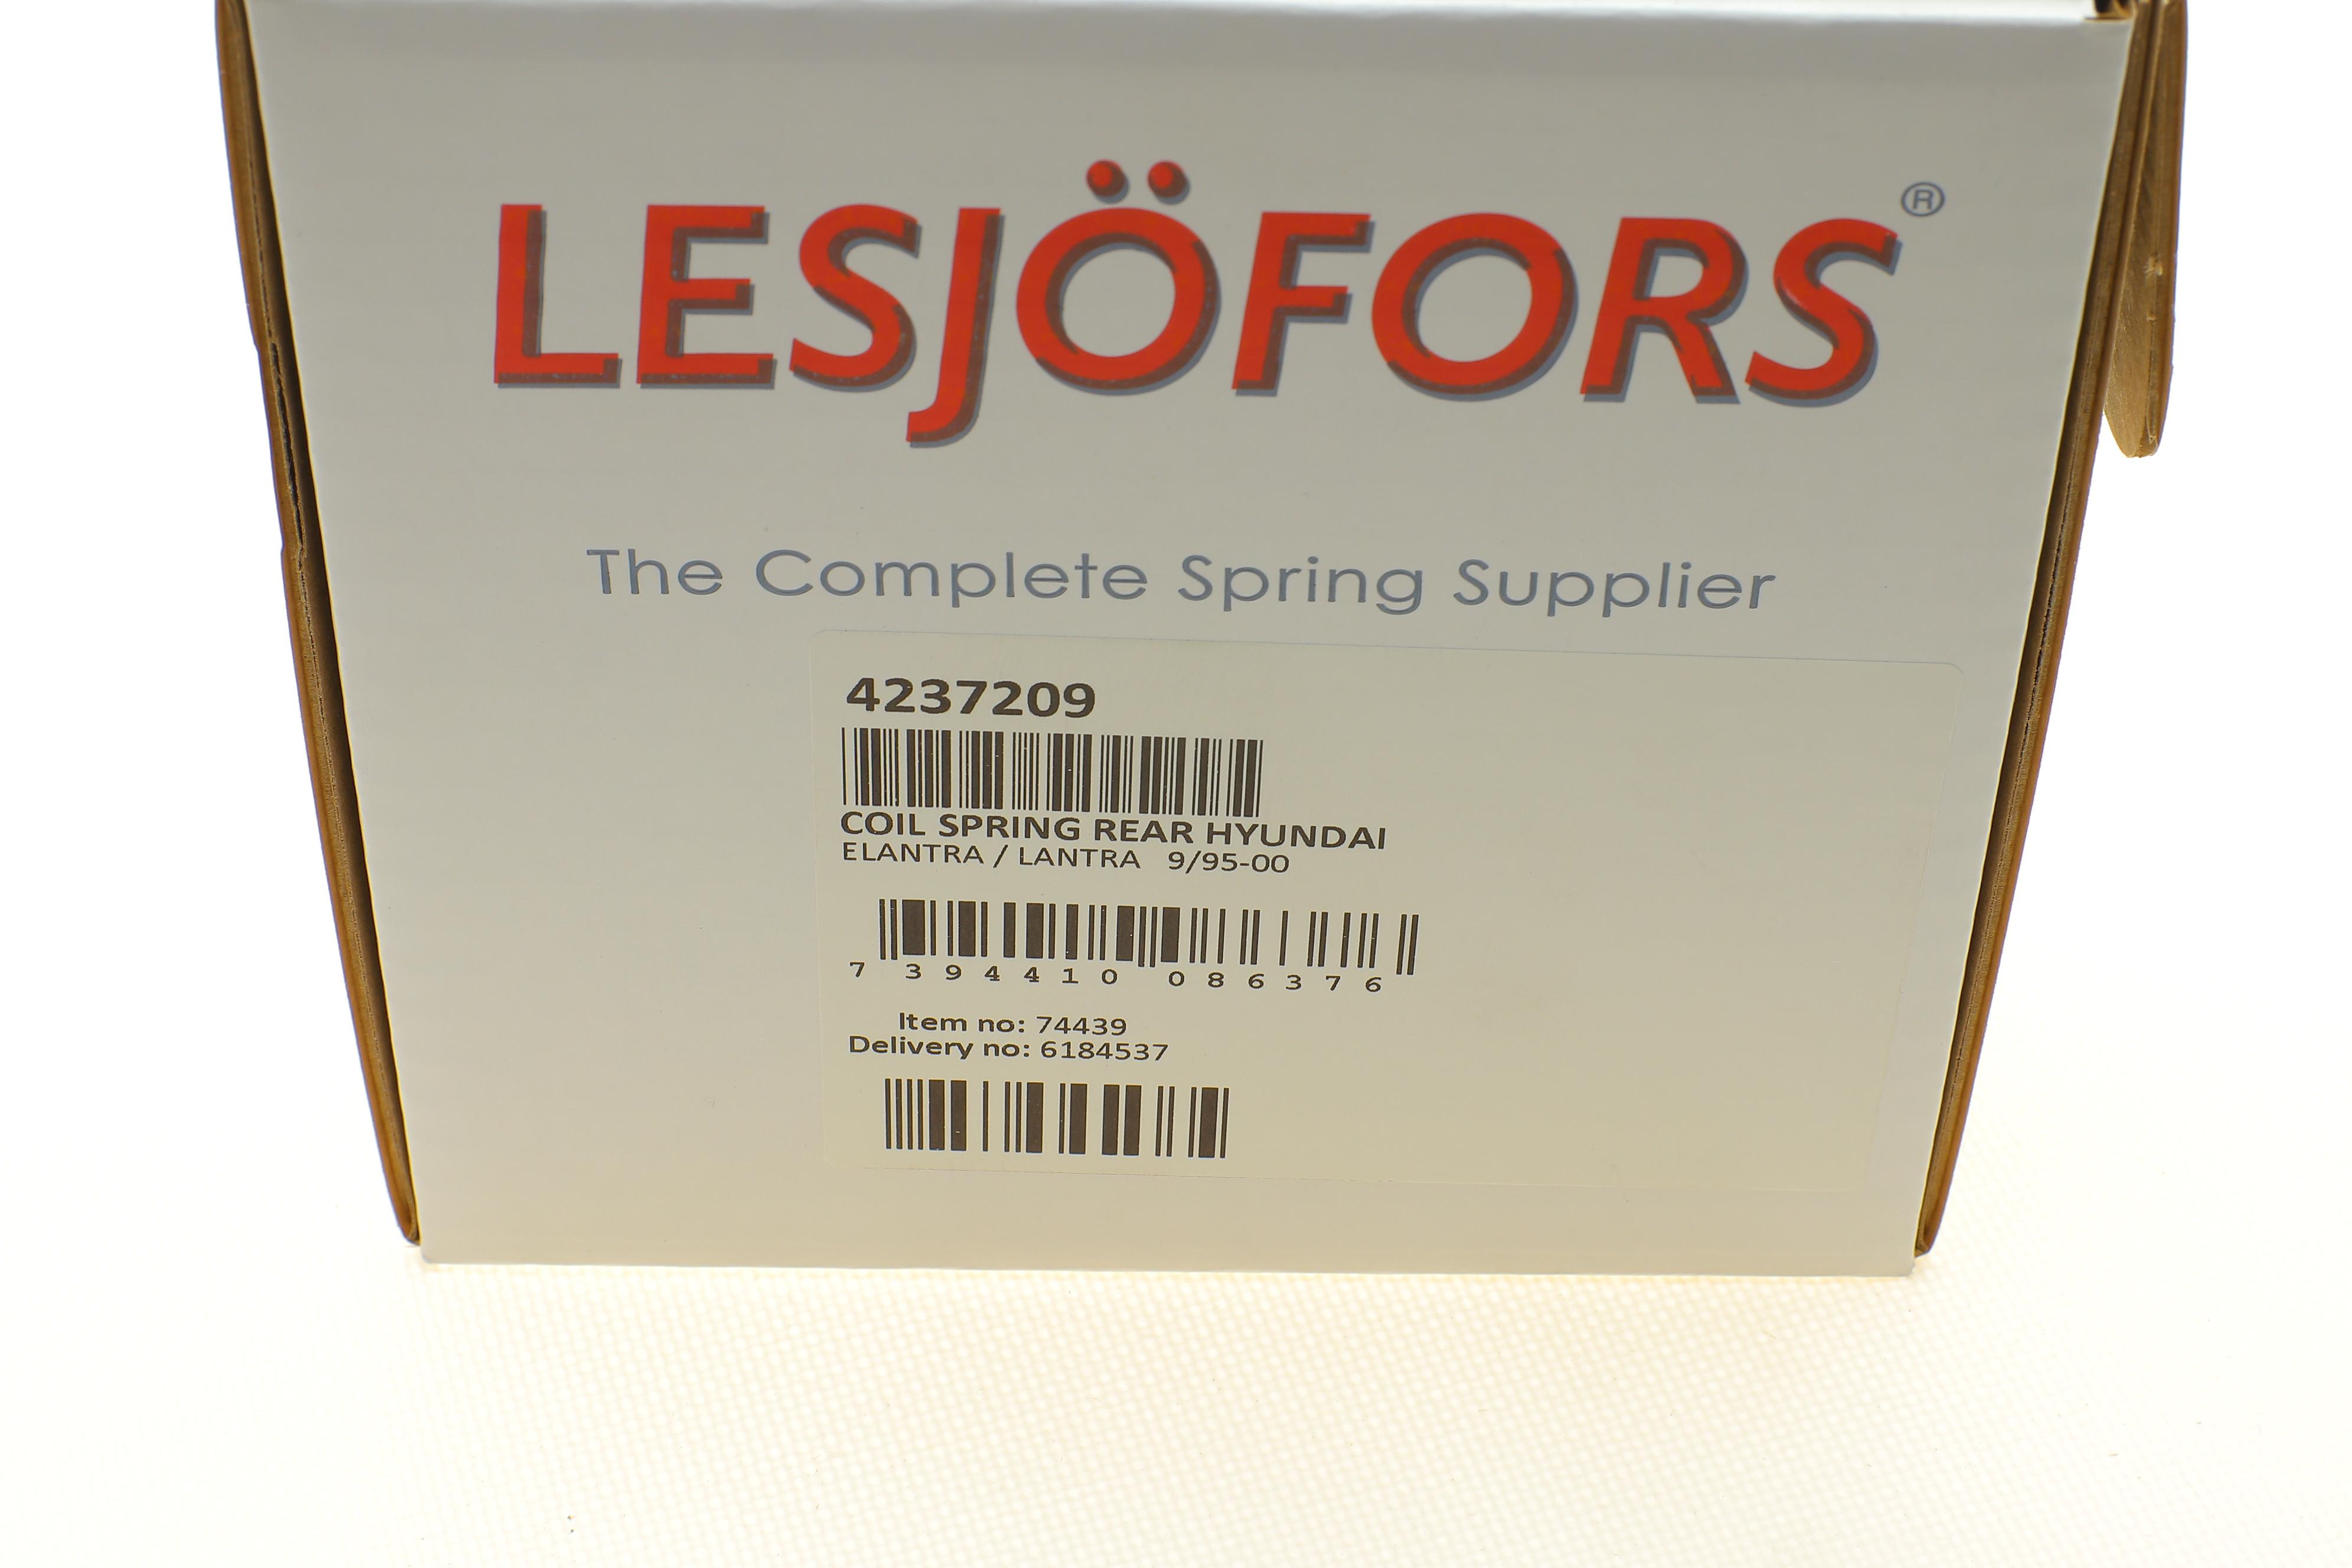 LESJÖFORS®
The Complete Spring Supplier
4237209
COIL SPRING REAR HYUNDAI
ELANTRA / LANTRA 9/95-00
7 394410 086376
Item no: 74439
Delivery no: 6184537